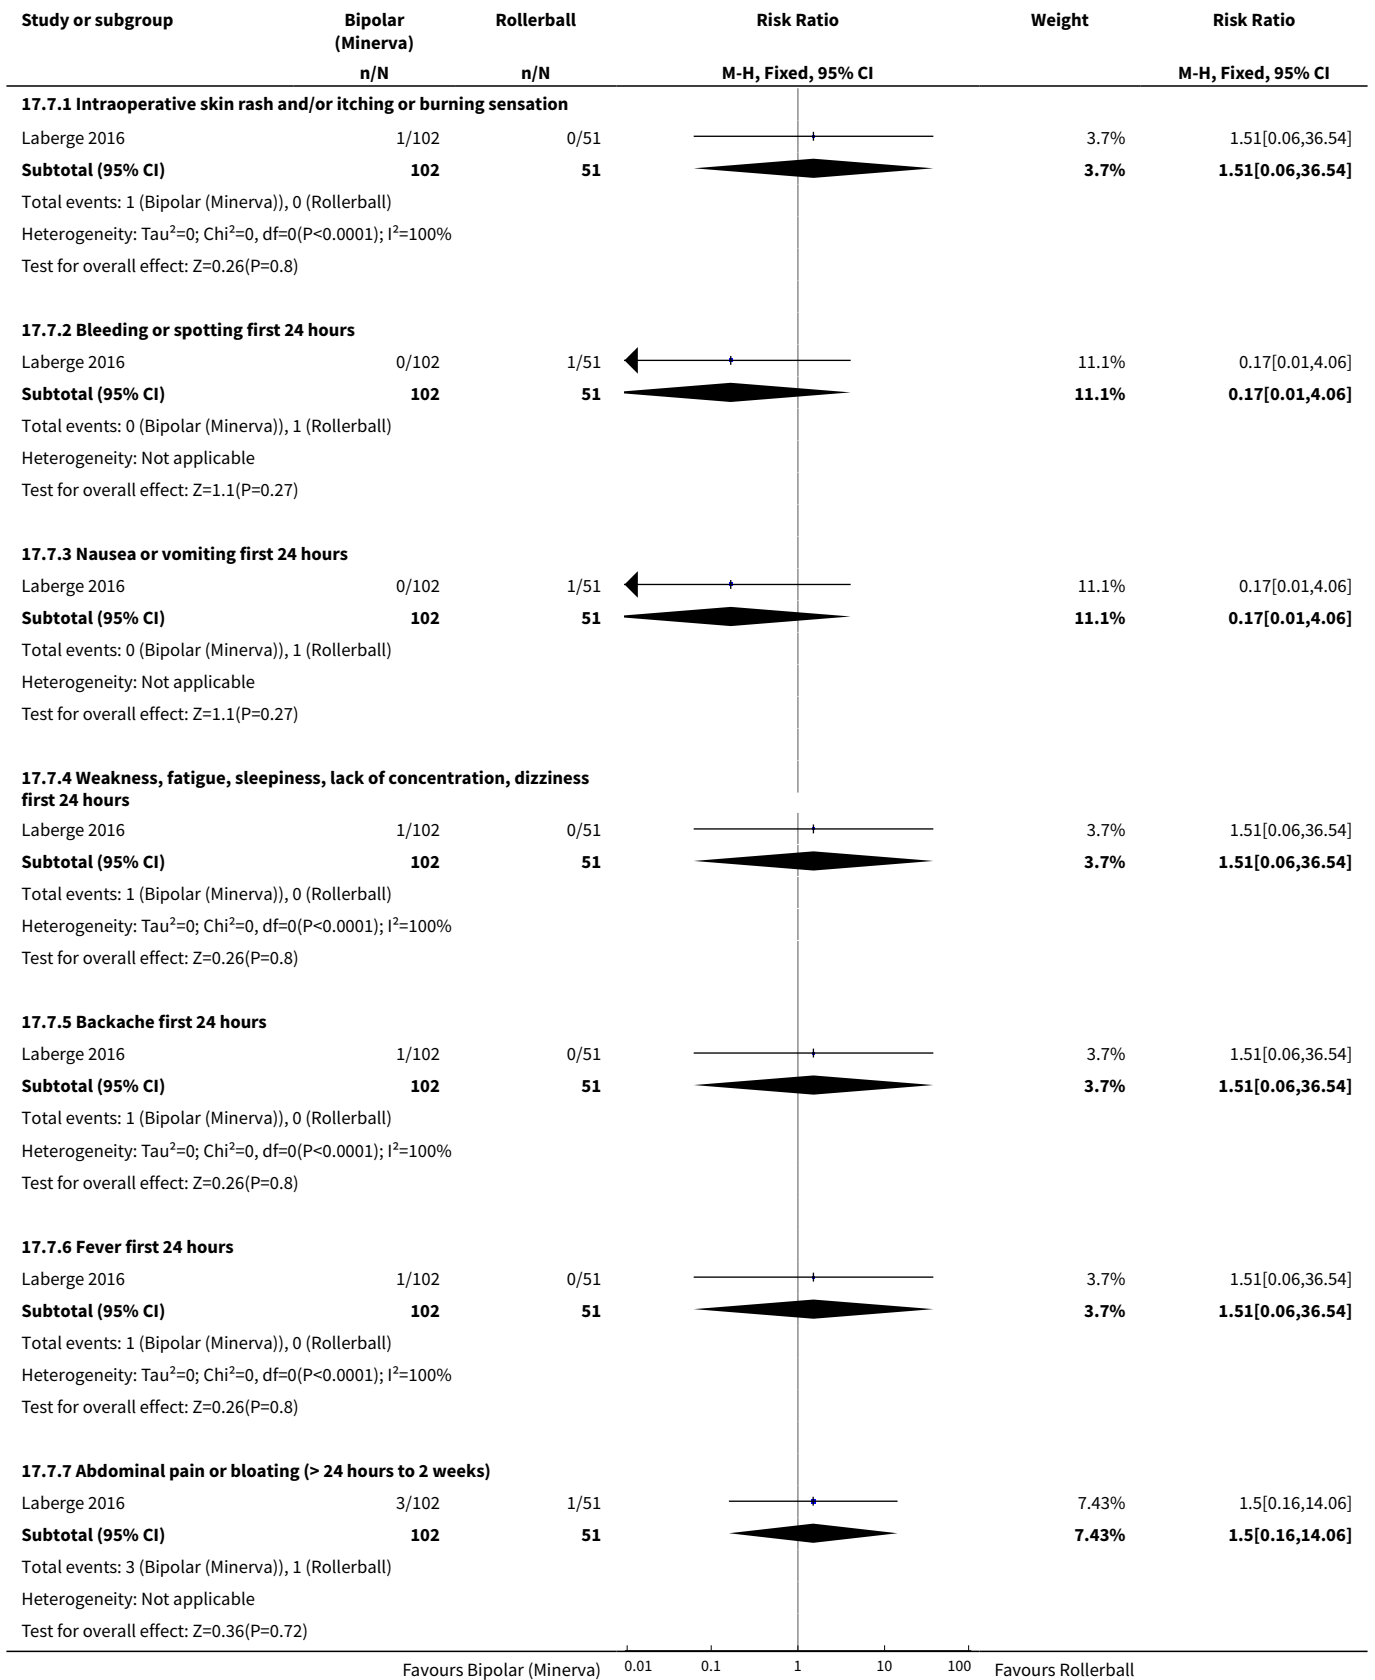 Study or subgroup Bipolar (Minerva) Rollerball Risk Ratio Weight Risk Ratio
n/N n/N M-H, Fixed, 95% CI M-H, Fixed, 95% CI
17.7.1 Intraoperative skin rash and/or itching or burning sensation
Laberge 2016 1/102 0/51 3.7% 1.51[0.06,36.54]
Subtotal (95% CI) 102 51 3.7% 1.51[0.06,36.54]
Total events: 1 (Bipolar (Minerva)), 0 (Rollerball)
Heterogeneity: Tau²=0; Chi²=0, df=0(P<0.0001); I²=100%
Test for overall effect: Z=0.26(P=0.8)
17.7.2 Bleeding or spotting first 24 hours
Laberge 2016 0/102 1/51 11.1% 0.17[0.01,4.06]
Subtotal (95% CI) 102 51 11.1% 0.17[0.01,4.06]
Total events: 0 (Bipolar (Minerva)), 1 (Rollerball)
Heterogeneity: Not applicable
Test for overall effect: Z=1.1(P=0.27)
17.7.3 Nausea or vomiting first 24 hours
Laberge 2016 0/102 1/51 11.1% 0.17[0.01,4.06]
Subtotal (95% CI) 102 51 11.1% 0.17[0.01,4.06]
Total events: 0 (Bipolar (Minerva)), 1 (Rollerball)
Heterogeneity: Not applicable
Test for overall effect: Z=1.1(P=0.27)
17.7.4 Weakness, fatigue, sleepiness, lack of concentration, dizziness
first 24 hours
Laberge 2016 1/102 0/51 3.7% 1.51[0.06,36.54]
Subtotal (95% CI) 102 51 3.7% 1.51[0.06,36.54]
Total events: 1 (Bipolar (Minerva)), 0 (Rollerball)
Heterogeneity: Tau²=0; Chi²=0, df=0(P<0.0001); I²=100%
Test for overall effect: Z=0.26(P=0.8)
17.7.5 Backache first 24 hours
Laberge 2016 1/102 0/51 3.7% 1.51[0.06,36.54]
Subtotal (95% CI) 102 51 3.7% 1.51[0.06,36.54]
Total events: 1 (Bipolar (Minerva)), 0 (Rollerball)
Heterogeneity: Tau²=0; Chi²=0, df=0(P<0.0001); I²=100%
Test for overall effect: Z=0.26(P=0.8)
17.7.6 Fever first 24 hours
Laberge 2016 1/102 0/51 3.7% 1.51[0.06,36.54]
Subtotal (95% CI) 102 51 3.7% 1.51[0.06,36.54]
Total events: 1 (Bipolar (Minerva)), 0 (Rollerball)
Heterogeneity: Tau²=0; Chi²=0, df=0(P<0.0001); I²=100%
Test for overall effect: Z=0.26(P=0.8)
17.7.7 Abdominal pain or bloating (> 24 hours to 2 weeks)
Laberge 2016 3/102 1/51 7.43% 1.5[0.16,14.06]
Subtotal (95% CI) 102 51 7.43% 1.5[0.16,14.06]
Total events: 3 (Bipolar (Minerva)), 1 (Rollerball)
Heterogeneity: Not applicable
Test for overall effect: Z=0.36(P=0.72)
Favours Bipolar (Minerva) 0.01 0.1 1 10 100 Favours Rollerball